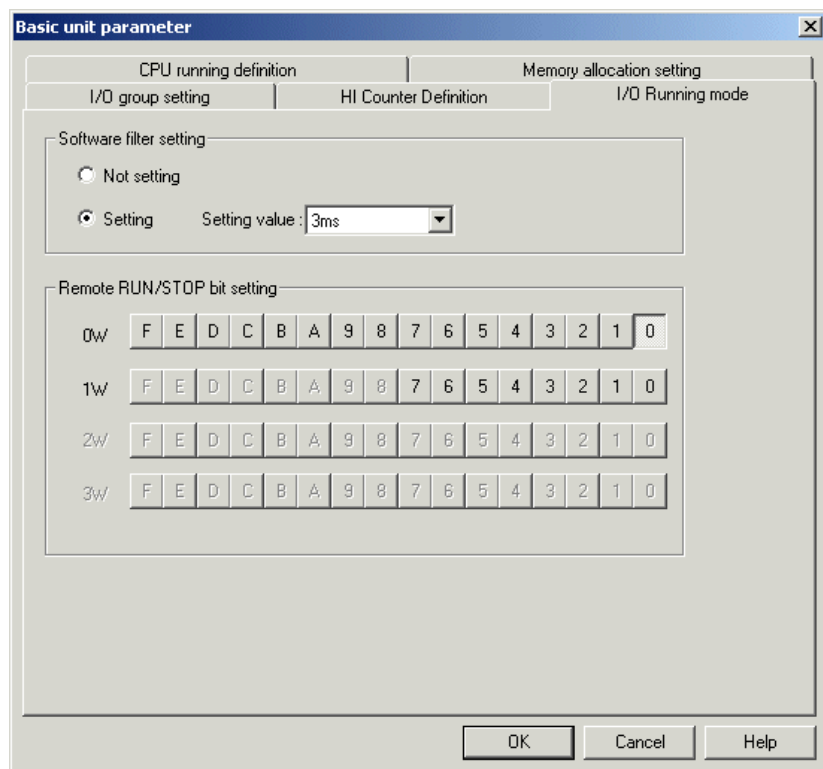 Basic unit parameter
CPU running definition Memory allocation setting
I/O group setting HI Counter Definition I/O Running mode
Software filter setting
Not setting
Setting Setting value : 3ms
Remote RUN/STOP bit setting
0W F E D C B A 9 8 7 6 5 4 3 2 1 0
1W F E D C B A 9 8 7 6 5 4 3 2 1 0
2W F E D C B A 9 8 7 6 5 4 3 2 1 0
3W F E D C B A 9 8 7 6 5 4 3 2 1 0
OK Cancel Help